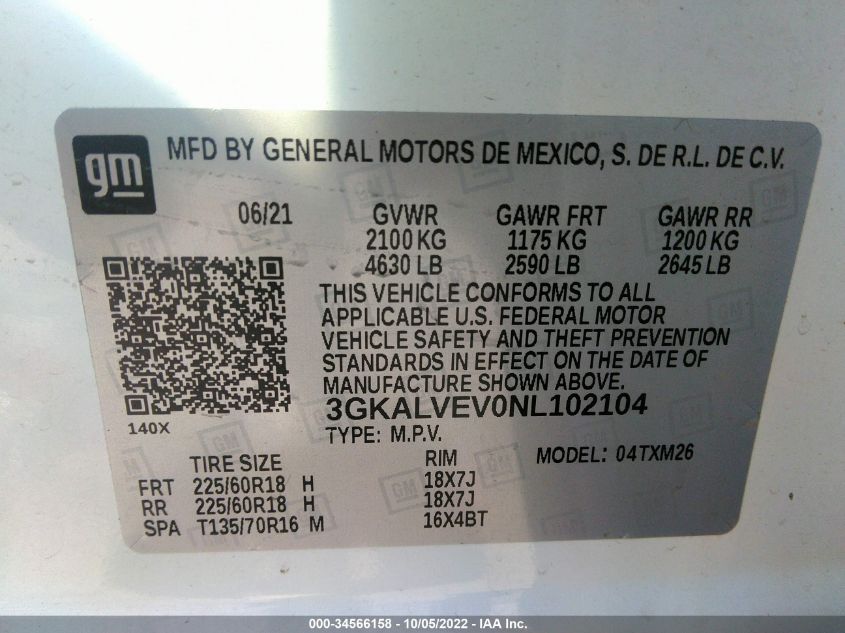 gm
MFD BY GENERAL MOTORS DE MEXICO, S. DE R.L. DE C.V.
06/21 GVWR GAWR FRT GAWR RR
2100 KG 1175 KG 1200 KG
4630 LB 2590 LB 2645 LB
THIS VEHICLE CONFORMS TO ALL
APPLICABLE U.S. FEDERAL MOTOR
VEHICLE SAFETY AND THEFT PREVENTION
STANDARDS IN EFFECT ON THE DATE OF
MANUFACTURE SHOWN ABOVE.
3GKALVEV0NL102104
140X
TYPE: M.P.V. MODEL: 04TXM26
TIRE SIZE RIM
FRT 225/60R18 H 18X7J
RR 225/60R18 H 18X7J
SPA T135/70R16 M 16X4BT
000-34566158 - 10/05/2022 - IAA Inc.